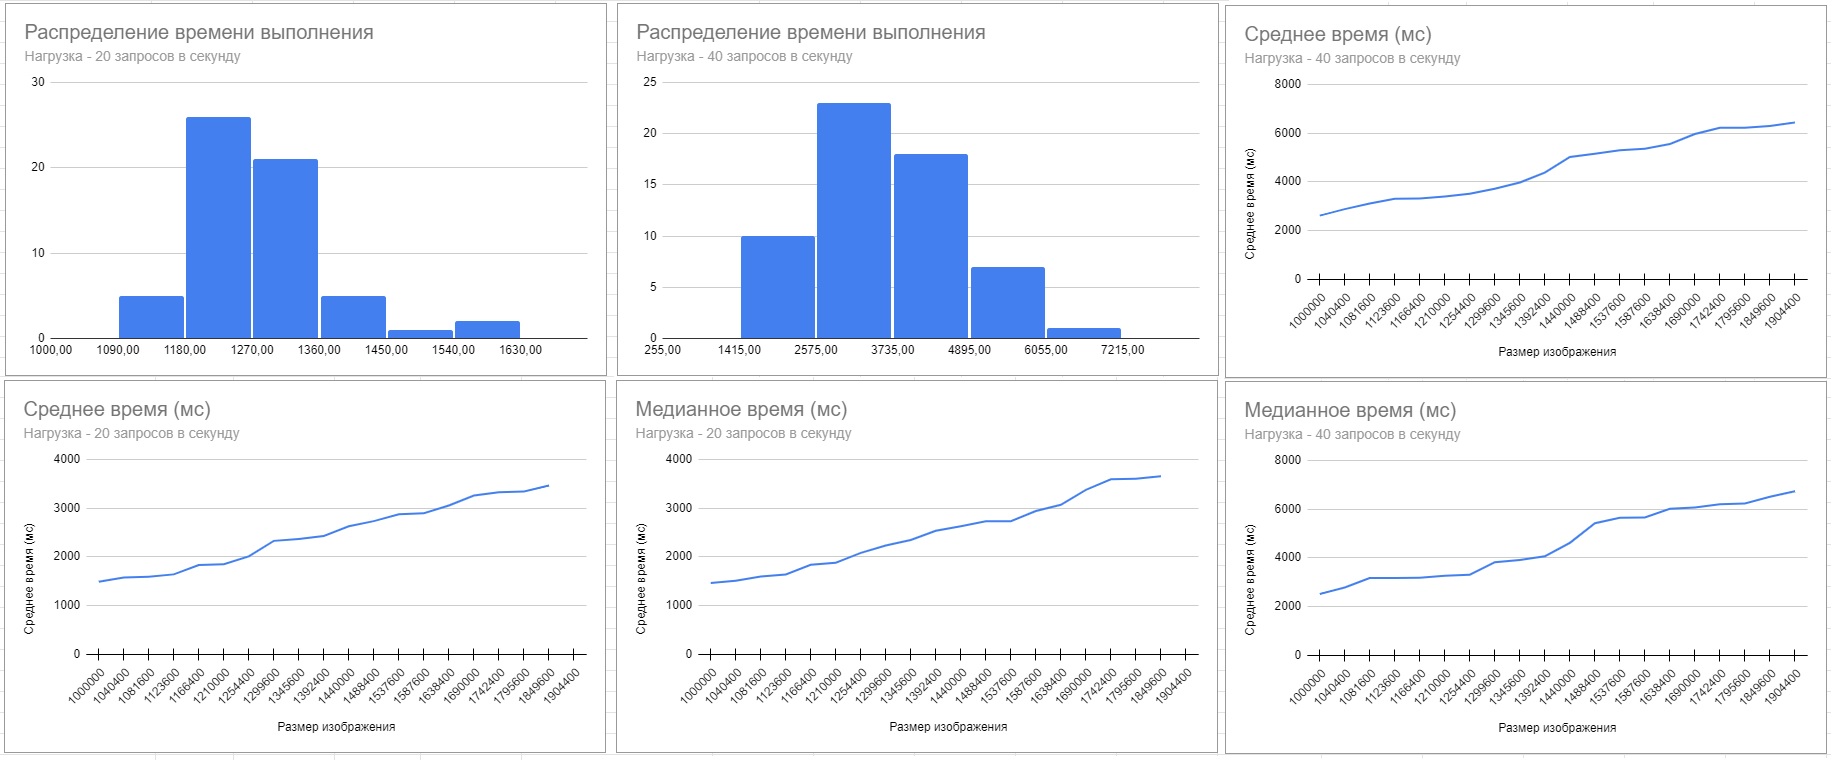 Распределение времени выполнения
Нагрузка - 20 запросов в секунду
30
20
10
0
1000,00 1090,00 1180,00 1270,00 1360,00 1450,00 1540,00 1630,00
Распределение времени выполнения
Нагрузка - 40 запросов в секунду
25
20
15
10
5
0
255,00 1415,00 2575,00 3735,00 4895,00 6055,00 7215,00
Среднее время (мс)
Нагрузка - 40 запросов в секунду
Среднее время (мс)
8000
6000
4000
2000
0
1000000 1040400 1081600 1123600 1166400 1210000 1254400 1299600 1345600 1392400 1440000 1488400 1537600 1587600 1638400 1690000 1742400 1795600 1849600 1904400
Размер изображения
Среднее время (мс)
Нагрузка - 20 запросов в секунду
Среднее время (мс)
4000
3000
2000
1000
0
1000000 1040400 1081600 1123600 1166400 1210000 1254400 1299600 1345600 1392400 1440000 1488400 1537600 1587600 1638400 1690000 1742400 1795600 1849600 1904400
Размер изображения
Медианное время (мс)
Нагрузка - 20 запросов в секунду
Среднее время (мс)
4000
3000
2000
1000
0
1000000 1040400 1081600 1123600 1166400 1210000 1254400 1299600 1345600 1392400 1440000 1488400 1537600 1587600 1638400 1690000 1742400 1795600 1849600 1904400
Размер изображения
Медианное время (мс)
Нагрузка - 40 запросов в секунду
Среднее время (мс)
8000
6000
4000
2000
0
1000000 1040400 1081600 1123600 1166400 1210000 1254400 1299600 1345600 1392400 1440000 1488400 1537600 1587600 1638400 1690000 1742400 1795600 1849600 1904400
Размер изображения